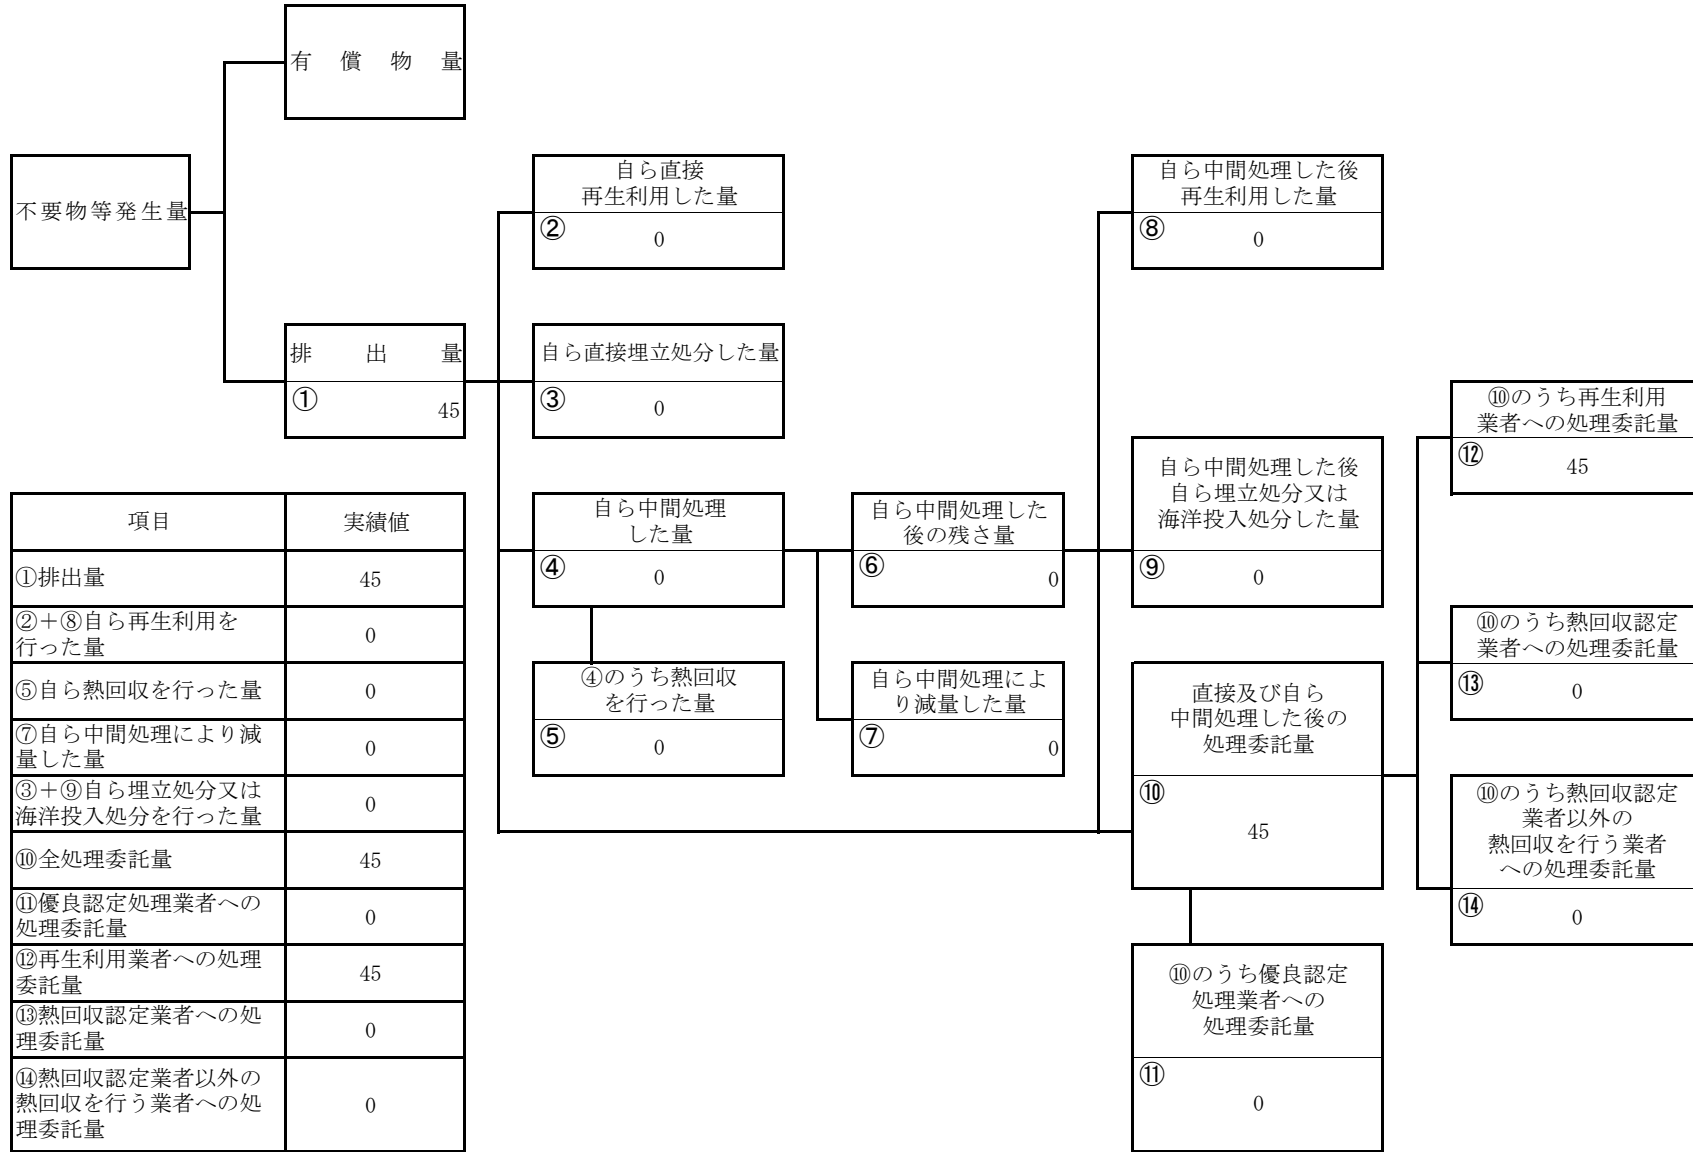 有償物量
不要物等発生量
排出量
①
45
自ら直接
再生利用した量
②
0
自ら直接埋立処分した量
③
0
自ら中間処理
した量
④
0
④のうち熱回収
を行った量
⑤
0
自ら中間処理した
後の残さ量
⑥
0
自ら中間処理によ
り減量した量
⑦
0
自ら中間処理した後
再生利用した量
⑧
0
自ら中間処理した後
自ら埋立処分又は
海洋投入処分した量
⑨
0
直接及び自ら
中間処理した後の
処理委託量
⑩
45
⑩のうち優良認定
処理業者への
処理委託量
⑪
0
⑩のうち再生利用
業者への処理委託量
⑫
45
⑩のうち熱回収認定
業者への処理委託量
⑬
0
⑩のうち熱回収認定
業者以外の
熱回収を行う業者
への処理委託量
⑭
0
項目 実績値
①排出量 45
②+⑧自ら再生利用を
行った量 0
⑤自ら熱回収を行った量 0
⑦自ら中間処理により減
量した量 0
③+⑨自ら埋立処分又は
海洋投入処分を行った量 0
⑩全処理委託量 45
⑪優良認定処理業者への
処理委託量 0
⑫再生利用業者への処理
委託量 45
⑬熱回収認定業者への処
理委託量 0
⑭熱回収認定業者以外の
熱回収を行う業者への処
理委託量 0